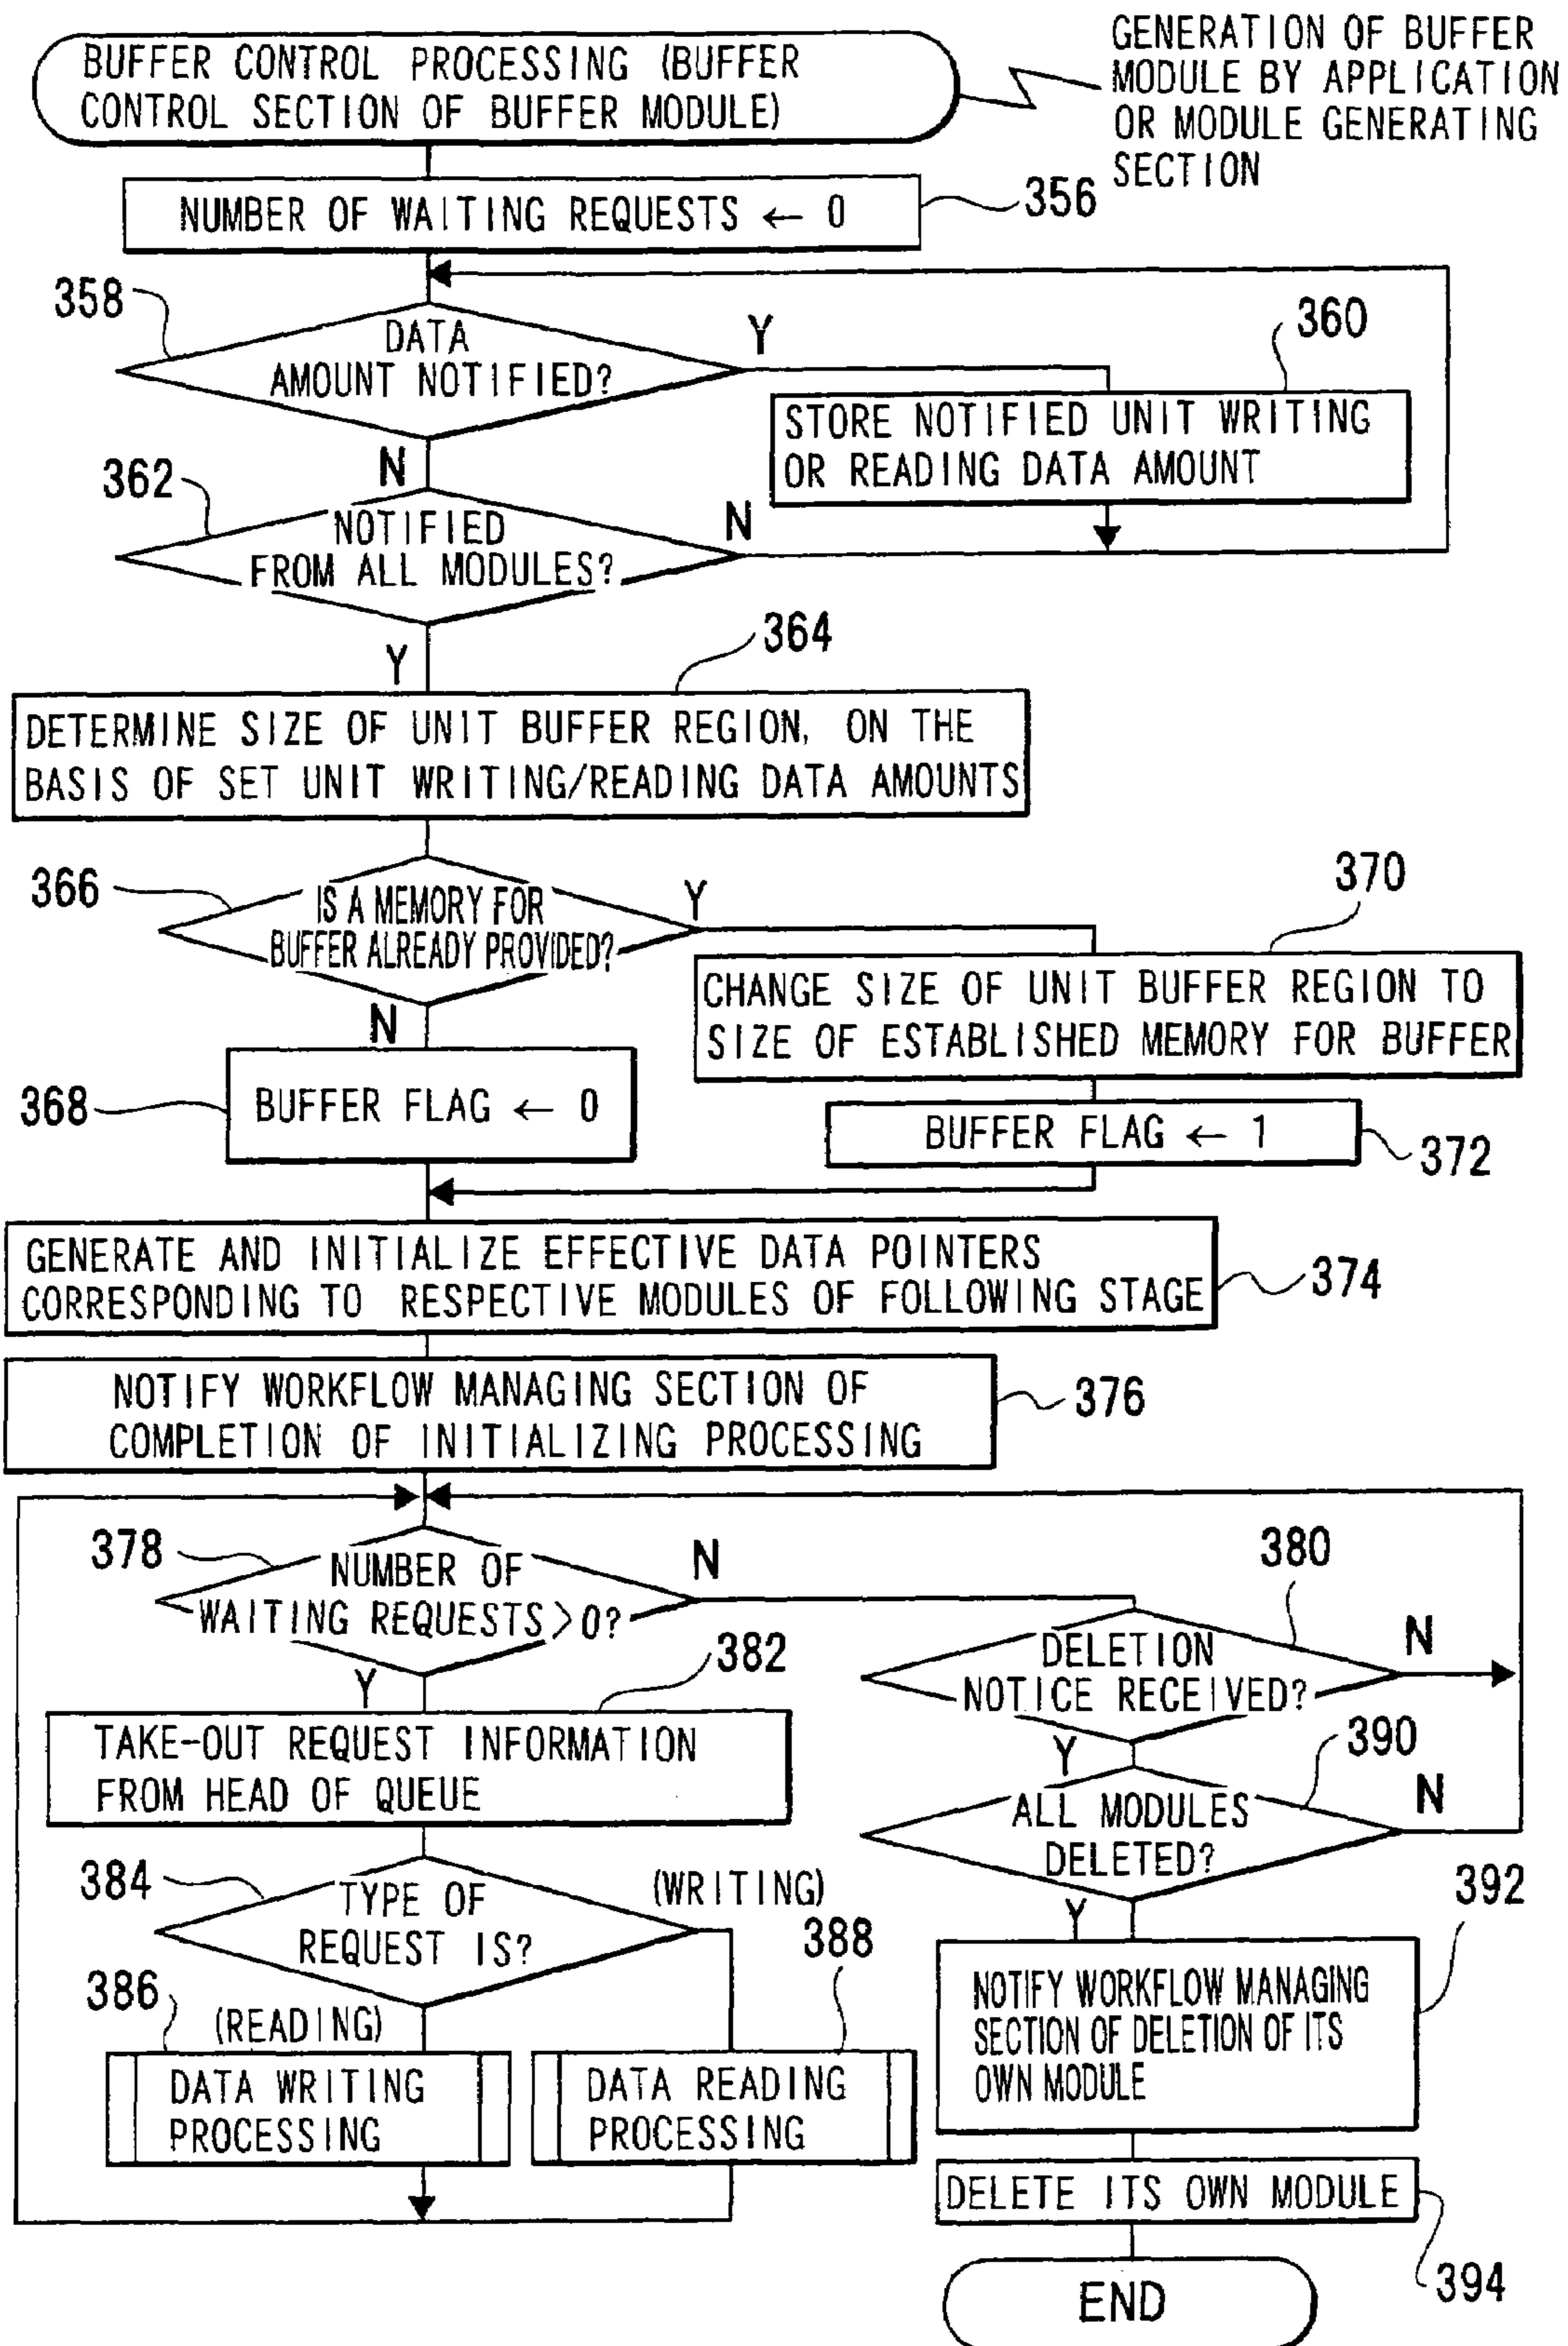 BUFFER CONTROL PROCESSING (BUFFER
CONTROL SECTION OF BUFFER MODULE)
GENERATION OF BUFFER
MODULE BY APPLICATION
OR MODULE GENERATING
SECTION
NUMBER OF WAITING REQUESTS ← 0
356
358
DATA
AMOUNT NOTIFIED?
Y
360
STORE NOTIFIED UNIT WRITING
OR READING DATA AMOUNT
N
362
NOTIFIED
FROM ALL MODULES?
N
Y
364
DETERMINE SIZE OF UNIT BUFFER REGION, ON THE
BASIS OF SET UNIT WRITING/READING DATA AMOUNTS
366
IS A MEMORY FOR
BUFFER ALREADY PROVIDED?
Y
370
CHANGE SIZE OF UNIT BUFFER REGION TO
SIZE OF ESTABLISHED MEMORY FOR BUFFER
N
368
BUFFER FLAG ← 0
BUFFER FLAG ← 1
372
GENERATE AND INITIALIZE EFFECTIVE DATA POINTERS
CORRESPONDING TO RESPECTIVE MODULES OF FOLLOWING STAGE
374
NOTIFY WORKFLOW MANAGING SECTION OF
COMPLETION OF INITIALIZING PROCESSING
376
378
NUMBER OF
WAITING REQUESTS>0?
N
380
DELETION
NOTICE RECEIVED?
N
Y
382
TAKE-OUT REQUEST INFORMATION
FROM HEAD OF QUEUE
Y
390
ALL MODULES
DELETED?
N
384
TYPE OF
REQUEST IS?
(WRITING)
388
386
(READING)
DATA WRITING
PROCESSING
DATA READING
PROCESSING
Y
392
NOTIFY WORKFLOW MANAGING
SECTION OF DELETION OF ITS
OWN MODULE
DELETE ITS OWN MODULE
394
END